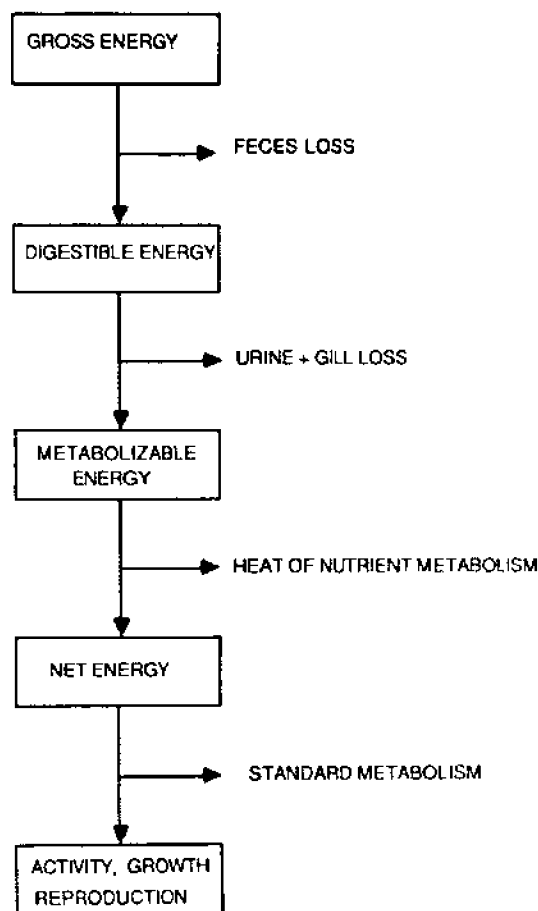 GROSS ENERGY
FECES LOSS
DIGESTIBLE ENERGY
URINE + GILL LOSS
METABOLIZABLE
ENERGY
HEAT OF NUTRIENT METABOLISM
NET ENERGY
STANDARD METABOLISM
ACTIVITY, GROWTH
REPRODUCTION